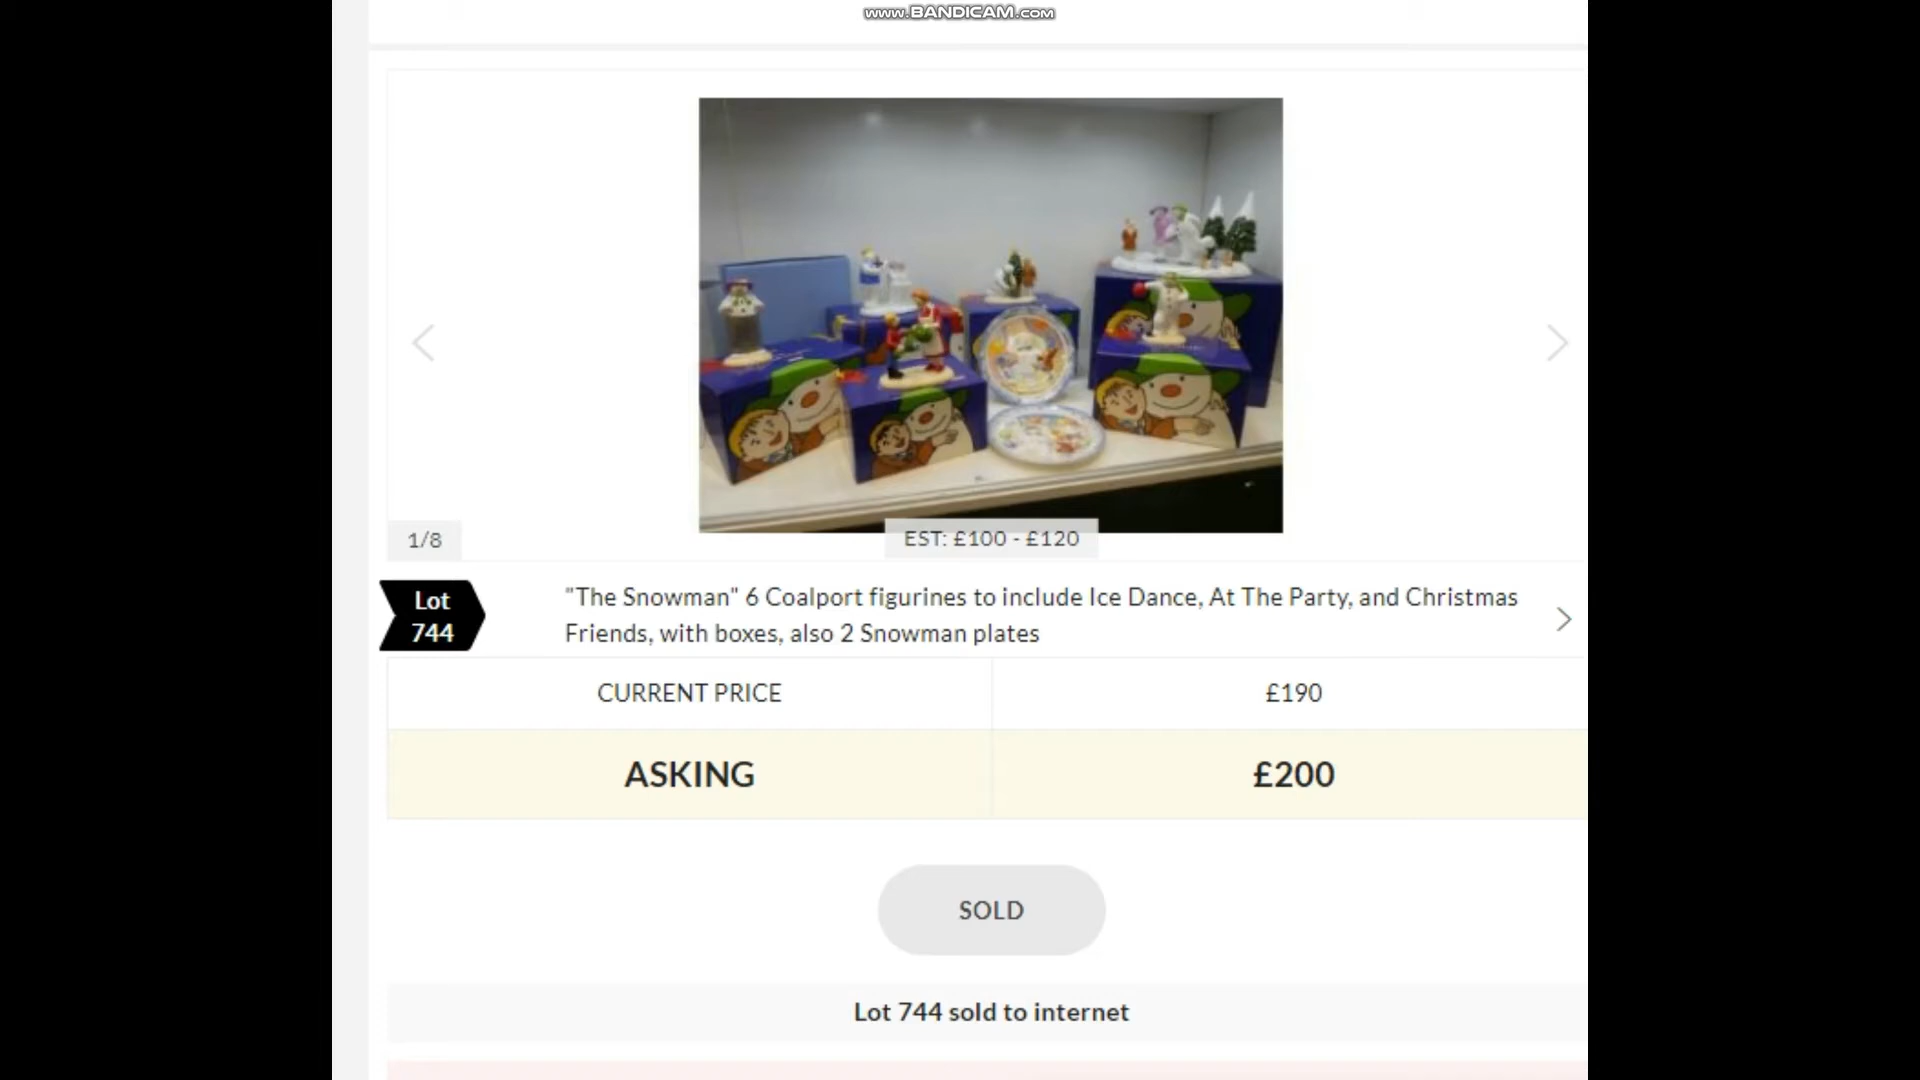 www.BANDICAM.com
1/8
EST: £100 - £120
Lot
744
"The Snowman" 6 Coalport figurines to include Ice Dance, At The Party, and Christmas
Friends, with boxes, also 2 Snowman plates
CURRENT PRICE
£190
ASKING
£200
SOLD
Lot 744 sold to internet